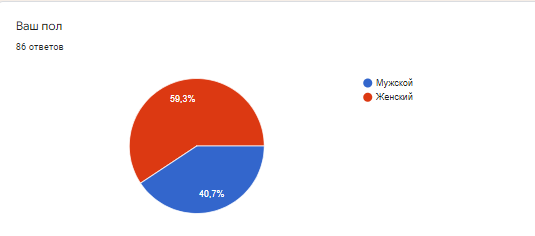 Ваш пол
86 ответов
59,3%
40,7%
Мужской
Женский